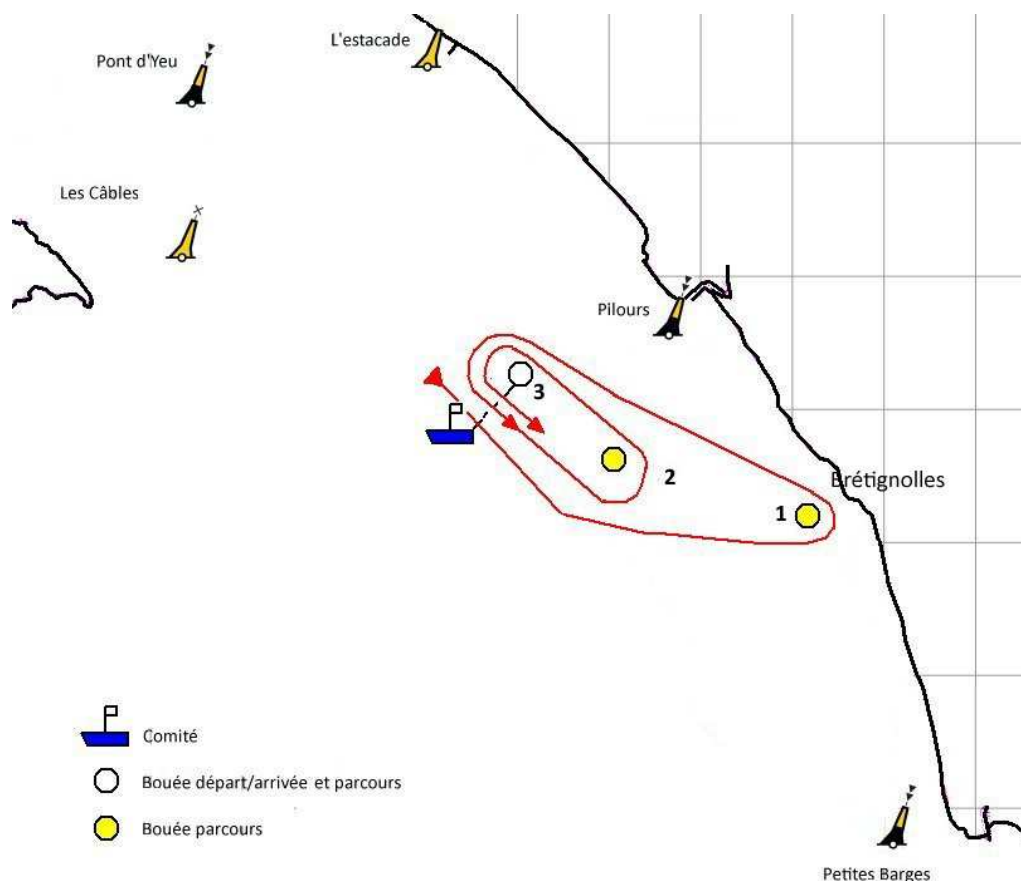 L'estacade
Pont d'Yeu
Les Câbles
Pilours
3
Brétignolles
2
1
Comité
Bouée départ/arrivée et parcours
Bouée parcours
Petites Barges